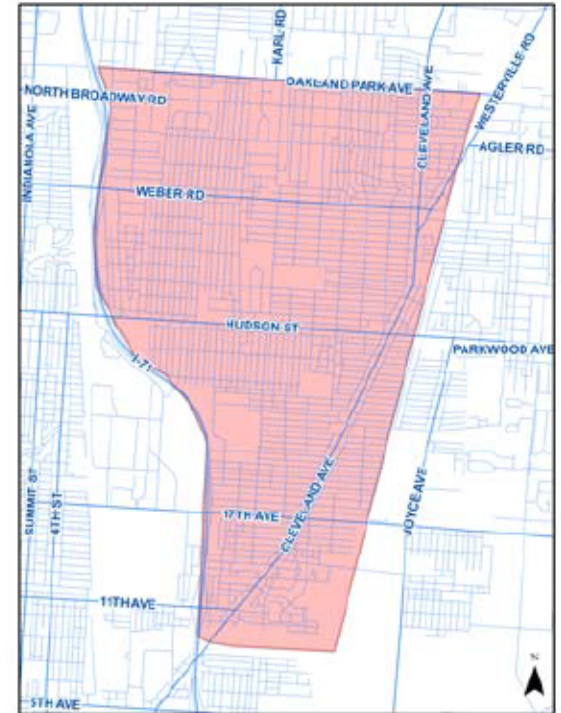 KARL RD
OAKLAND PARK AVE
CLEVELAND AVE
WESTERVILLE RD
NORTH BROADWAY RD
INDIANOLA AVE
AGLER RD
WEBER RD
HUDSON ST
PARKWOOD AVE
I-71
CLEVELAND AVE
JOYCE AVE
SUMMIT ST
4TH ST
17TH AVE
11TH AVE
5TH AVE
N